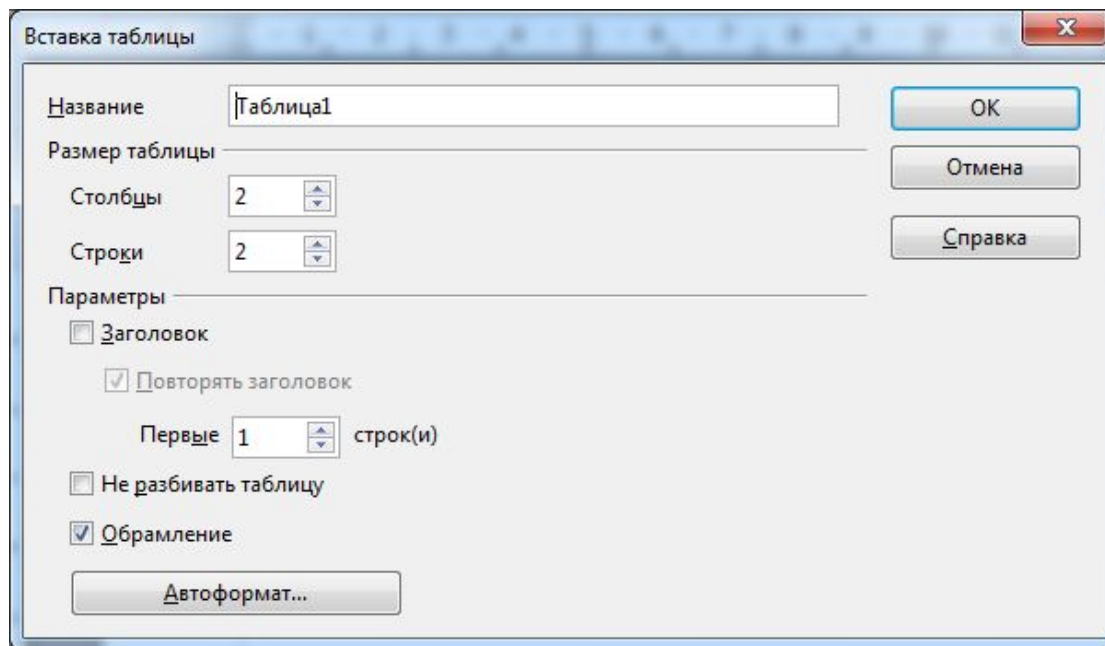 Вставка таблицы
Название Таблица1
OK
Размер таблицы
Отмена
Столбцы 2
Справка
Строки 2
Параметры
Заголовок
Повторять заголовок
Первые 1 строк(и)
Не разбивать таблицу
Обрамление
Автоформат...